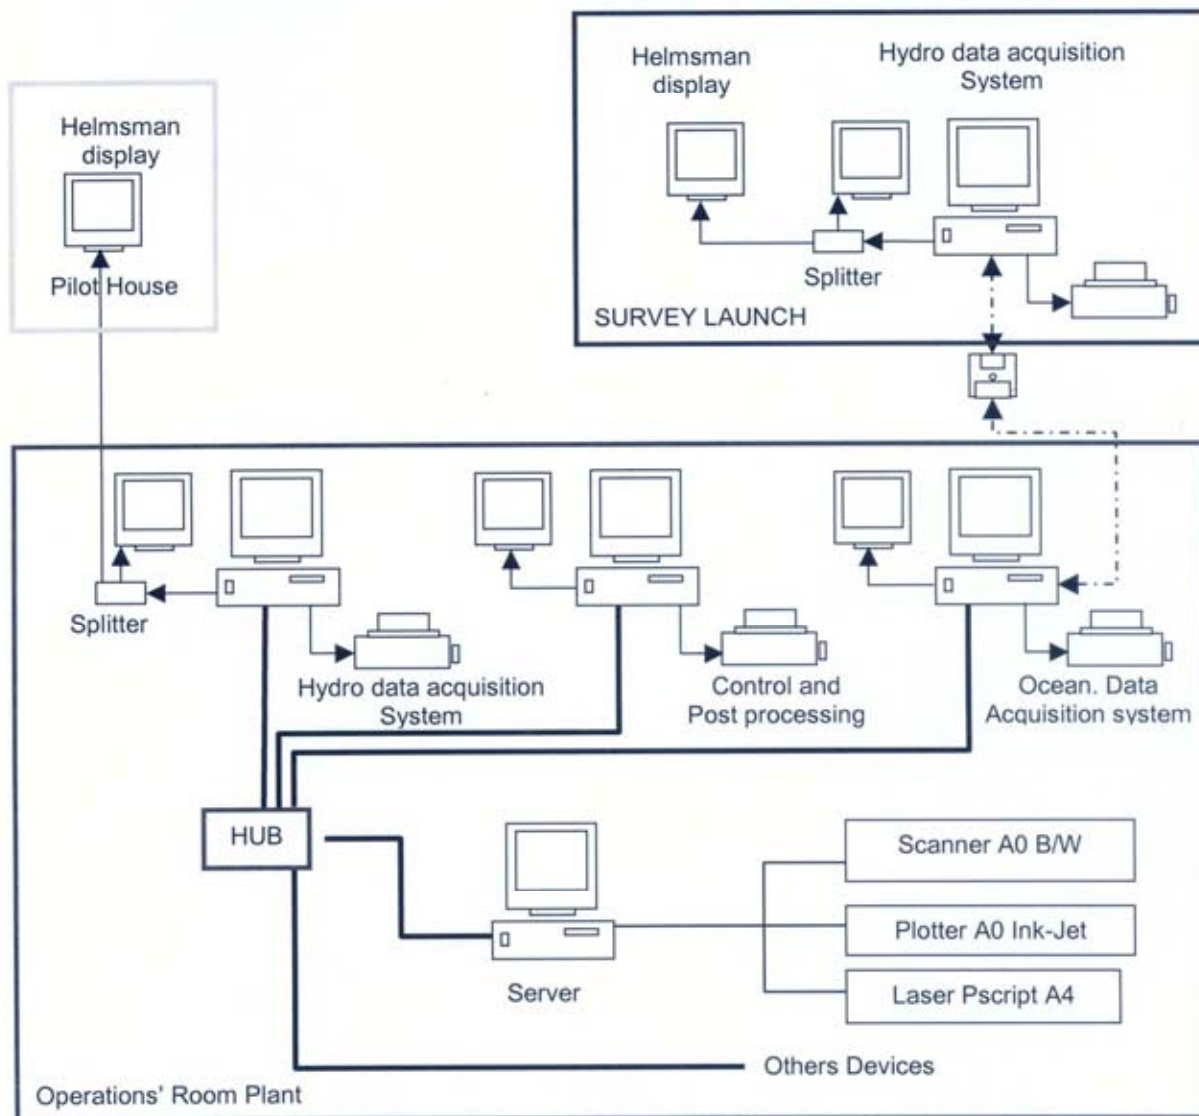 Helmsman
display
Hydro data acquisition
System
Splitter
SURVEY LAUNCH
Helmsman
display
Pilot House
Splitter
Hydro data acquisition
System
Control and
Post processing
Ocean. Data
Acquisition system
HUB
Server
Scanner A0 B/W
Plotter A0 Ink-Jet
Laser Pscript A4
Others Devices
Operations' Room Plant